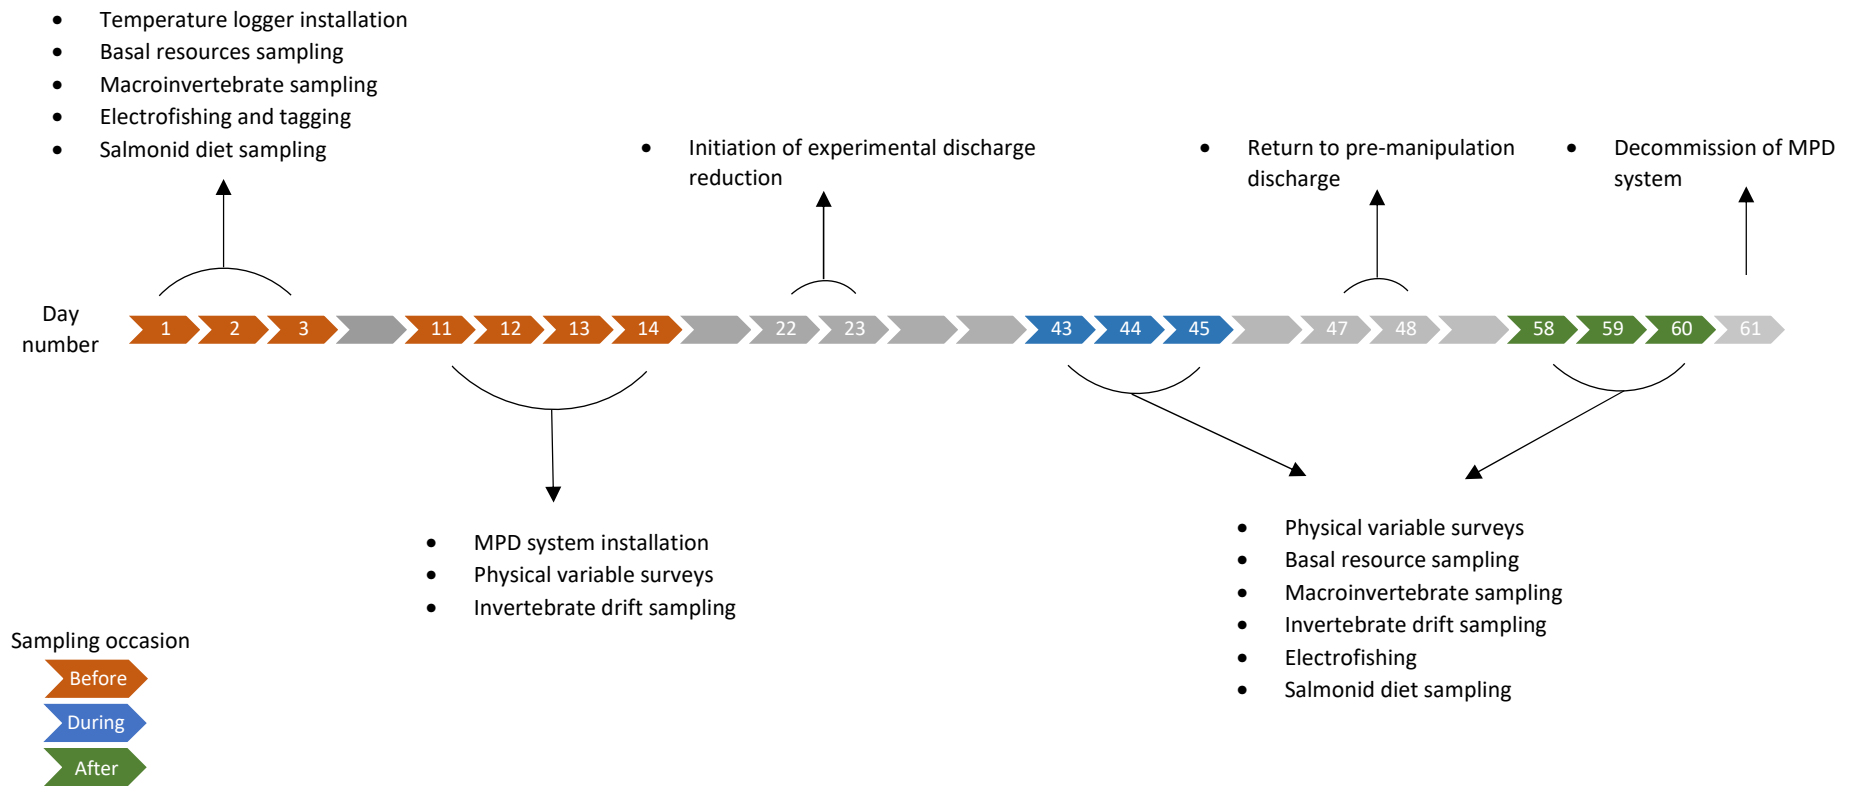 • Temperature logger installation
• Basal resources sampling
• Macroinvertebrate sampling
• Electrofishing and tagging
• Salmonid diet sampling
• Initiation of experimental discharge
reduction
• Return to pre-manipulation
discharge
• Decommission of MPD
system
Day
number
1 2 3 11 12 13 14 22 23 43 44 45 47 48 58 59 60 61
• MPD system installation
• Physical variable surveys
• Invertebrate drift sampling
• Physical variable surveys
• Basal resource sampling
• Macroinvertebrate sampling
• Invertebrate drift sampling
• Electrofishing
• Salmonid diet sampling
Sampling occasion
Before
During
After